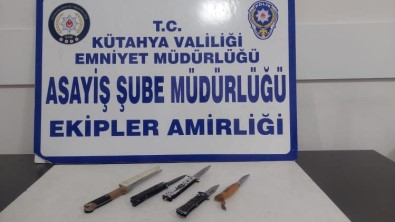 T.C.
KÜTAHYA VALİLİĞİ
EMNİYET MÜDÜRLÜĞÜ
ASAYİŞ ŞUBE MÜDÜRLÜĞÜ
EKİPLER AMİRLİĞİ